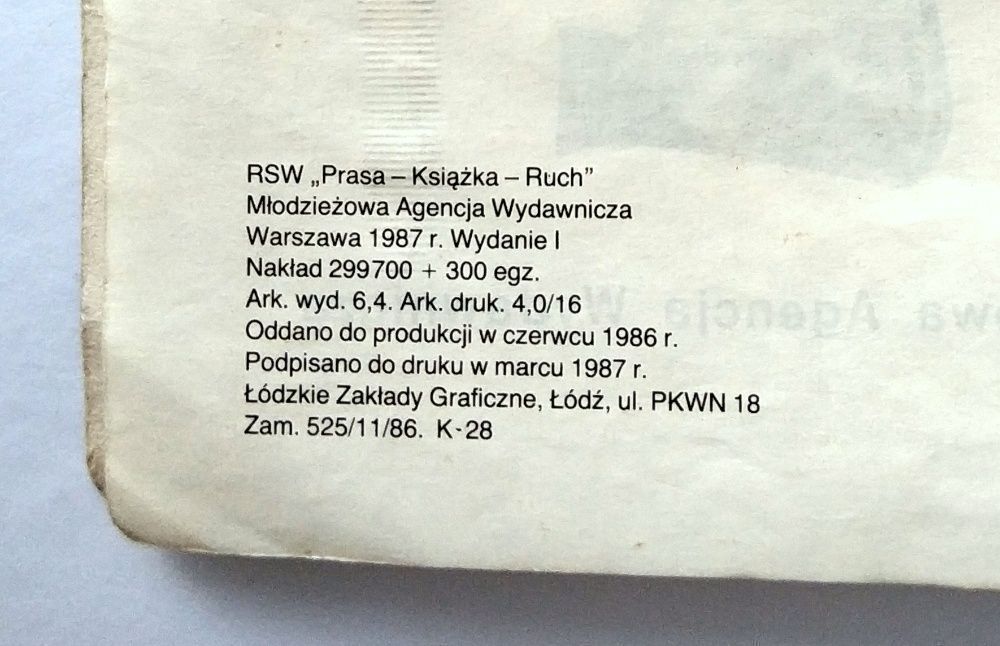 RSW „Prasa – Książka – Ruch”
Młodzieżowa Agencja Wydawnicza
Warszawa 1987 r. Wydanie I
Nakład 299700 + 300 egz.
Ark. wyd. 6,4. Ark. druk. 4,0/16
Oddano do produkcji w czerwcu 1986 r.
Podpisano do druku w marcu 1987 r.
Łódzkie Zakłady Graficzne, Łódź, ul. PKWN 18
Zam. 525/11/86. K-28